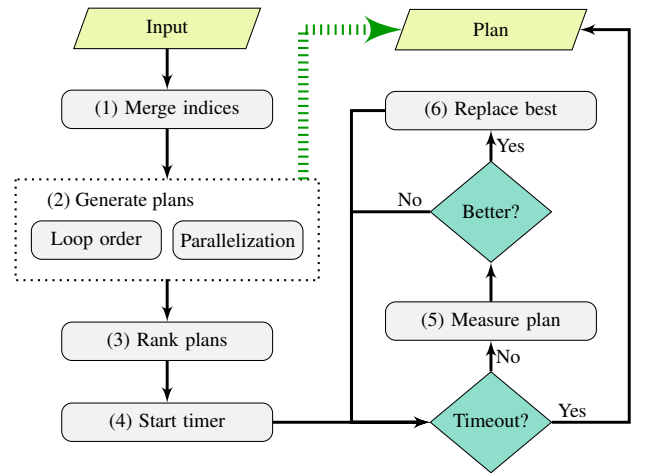 Input
Plan
(1) Merge indices
(6) Replace best
Yes
(2) Generate plans
No
Better?
Loop order
Parallelization
(5) Measure plan
(3) Rank plans
No
(4) Start timer
Timeout?
Yes